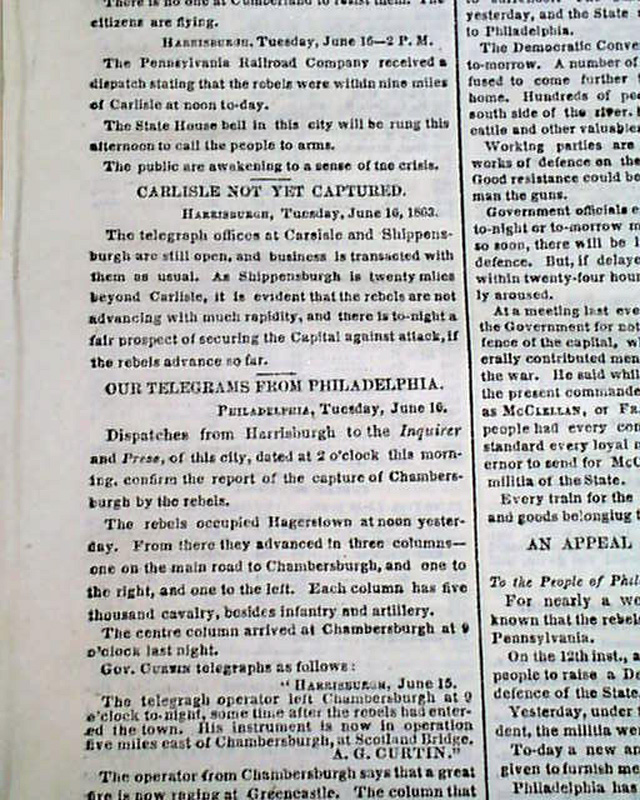 There is no one at Cumberland to resist them. The
citizens are flying.
HARRISBURGH, Tuesday, June 16—2 P. M.
The Pennsylvania Railroad Company received a
dispatch stating that the rebels were within nine miles
of Carlisle at noon to-day.
The State House bell in this city will be rung this
afternoon to call the people to arms.
The public are awakening to a sense of the crisis.
CARLISLE NOT YET CAPTURED.
HARRISBURGH, Tuesday, June 16, 1863.
The telegraph offices at Carlisle and Shippens-
burgh are still open, and business is transacted with
them as usual. As Shippensburgh is twenty miles
beyond Carlisle, it is evident that the rebels are not
advancing with much rapidity, and there is to-night a
fair prospect of securing the Capital against attack, if
the rebels advance so far.
OUR TELEGRAMS FROM PHILADELPHIA.
PHILADELPHIA, Tuesday, June 16.
Dispatches from Harrisburgh to the Inquirer
and Press, of this city, dated at 2 o'clock this morn-
ing, confirm the report of the capture of Chambers-
burgh by the rebels.
The rebels occupied Hagerstown at noon yester-
day. From there they advanced in three columns—
one on the main road to Chambersburgh, and one to
the right, and one to the left. Each column has five
thousand cavalry, besides infantry and artillery.
The centre column arrived at Chambersburgh at 9
o'clock last night.
Gov. CURTIN telegraphs as follows:
"HARRISBURGH, June 15.
The telegragh operator left Chambersburgh at 9
o'clock to-night, some time after the rebels had enter-
ed the town. His instrument is now in operation
five miles east of Chambersburgh, at Scotland Bridge.
A. G. CURTIN."
The operator from Chambersburgh says that a great
fire is now raging at Greencastle. The column that
yesterday, and the State
to Philadelphia.
The Democratic Conve
to-morrow. A number of
fused to come further
home. Hundreds of peo
south side of the river.
cattle and other valuable
Working parties are
works of defence on the
Good resistance could be
man the guns.
Government officials e
to-night or to-morrow m
so soon, there will be
defence. But, if delaye
within twenty-four hour
ly aroused.
At a meeting last eve
the Government for not
fence of the capital, w
erally contributed men
the war. He said whil
the present commande
as MCCLELLAN, or
people had every con
standard every loyal
ernor to send for McC
militia of the State.
Every train for the
and goods belonging
AN APPEAL
To the People of Phil
For nearly a we
known that the rebels
Pennsylvania.
On the 12th inst., a
people to raise a De
defence of the State
Yesterday, under
dent, the militia wer
To-day a new an
given to furnish me
Philadelphia has